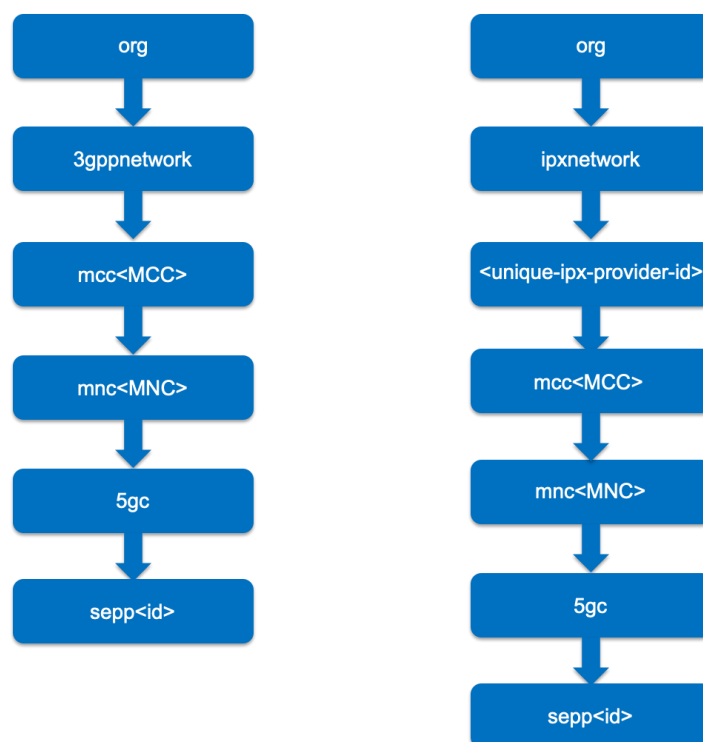 org
3gppnetwork
mcc<MCC>
mnc<MNC>
5gc
sepp<id>
org
ipxnetwork
<unique-ipx-provider-id>
mcc<MCC>
mnc<MNC>
5gc
sepp<id>